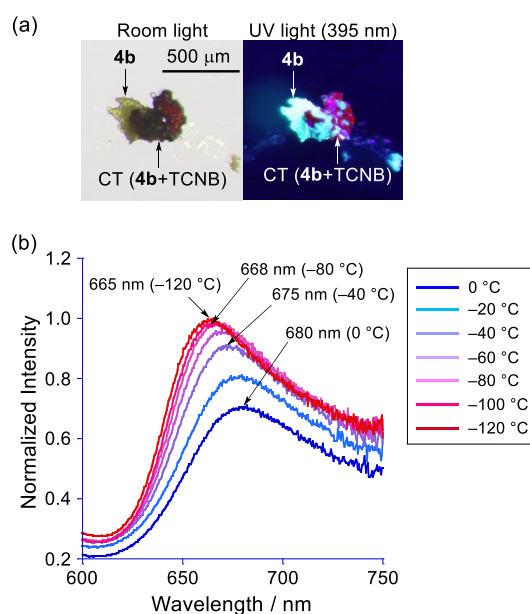 (a)
Room light
UV light (395 nm)
4b
500 μm
4b
CT (4b+TCNB)
CT (4b+TCNB)
(b)
1.2
1.0
0.8
0.6
0.4
0.2
Normalized Intensity
665 nm (–120 °C)
668 nm (–80 °C)
675 nm (–40 °C)
680 nm (0 °C)
0 °C
–20 °C
–40 °C
–60 °C
–80 °C
–100 °C
–120 °C
600
650
700
750
Wavelength / nm